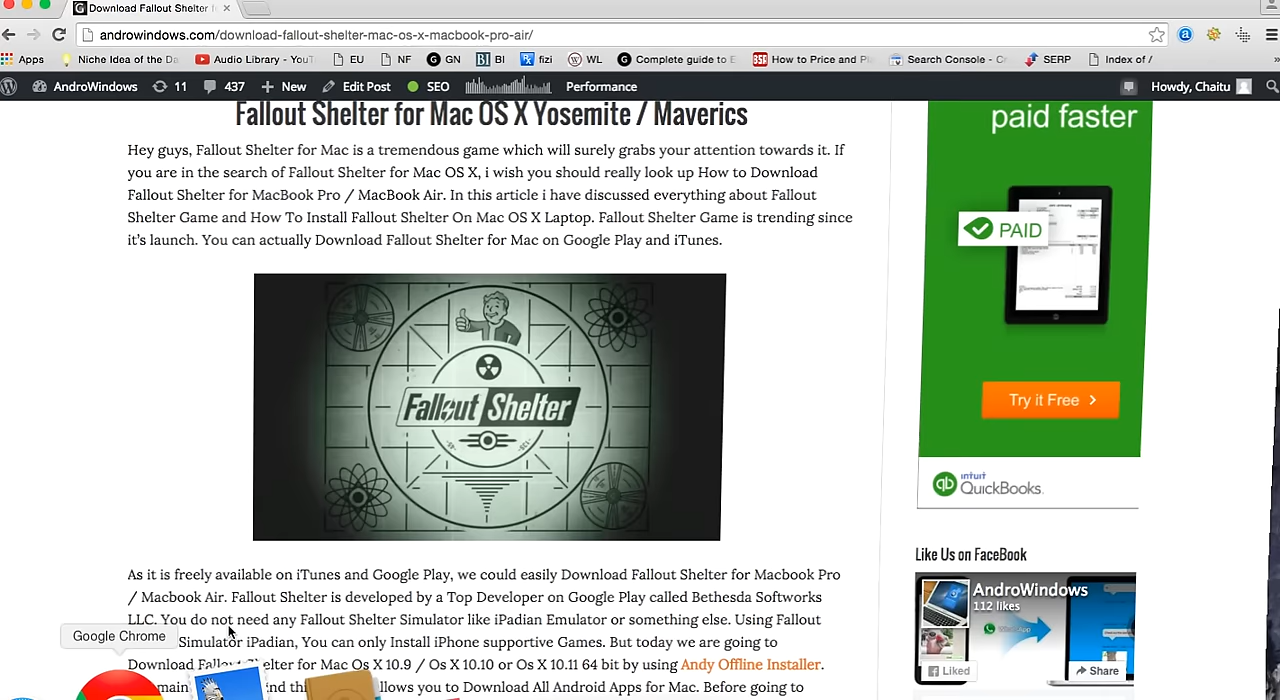 Download Fallout Shelter f
androwindows.com/download-fallout-shelter-mac-os-x-macbook-pro-air/
Apps Niche Idea of the Da Audio Library - YouT EU NF GN BI fizi WL Complete guide to E How to Price and Pl Search Console - SERP Index of /
AndroWindows 11 437 New Edit Post SEO Performance Howdy, Chaitu
Fallout Shelter for Mac OS X Yosemite / Maverics
Hey guys, Fallout Shelter for Mac is a tremendous game which will surely grabs your attention towards it. If
you are in the search of Fallout Shelter for Mac OS X, i wish you should really look up How to Download
Fallout Shelter for MacBook Pro / MacBook Air. In this article i have discussed everything about Fallout
Shelter Game and How To Install Fallout Shelter On Mac OS X Laptop. Fallout Shelter Game is trending since
it's launch. You can actually Download Fallout Shelter for Mac on Google Play and iTunes.
Fallout Shelter
As it is freely available on iTunes and Google Play, we could easily Download Fallout Shelter for Macbook Pro
/ Macbook Air. Fallout Shelter is developed by a Top Developer on Google Play called Bethesda Softworks
LLC. You do not need any Fallout Shelter Simulator like iPadian Emulator or something else. Using Fallout
Simulator iPadian, You can only Install iPhone supportive Games. But today we are going to
Download Fallout Shelter for Mac Os X 10.9 / Os X 10.10 or Os X 10.11 64 bit by using Andy Offline Installer.
main nd th lows you to Download All Android Apps for Mac. Before going to
Google Chrome
paid faster
PAID
Try it Free >
qb intuit
QuickBooks.
Like Us on FaceBook
AndroWindows
112 likes
WhatsApp
Liked Share